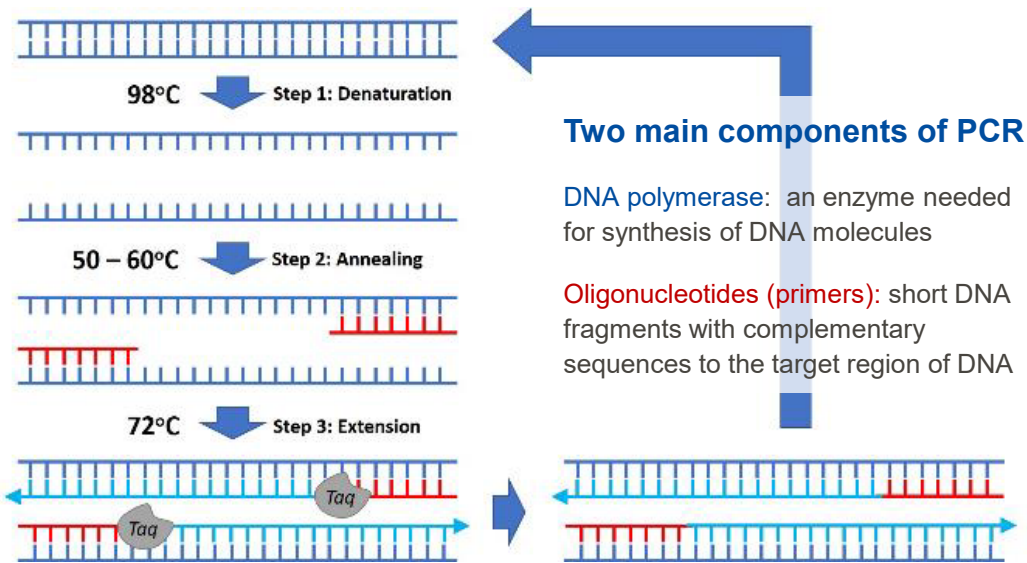 98°C
Step 1: Denaturation
50 – 60°C
Step 2: Annealing
72°C
Step 3: Extension
Taq
Taq
Two main components of PCR
DNA polymerase: an enzyme needed
for synthesis of DNA molecules
Oligonucleotides (primers): short DNA
fragments with complementary
sequences to the target region of DNA